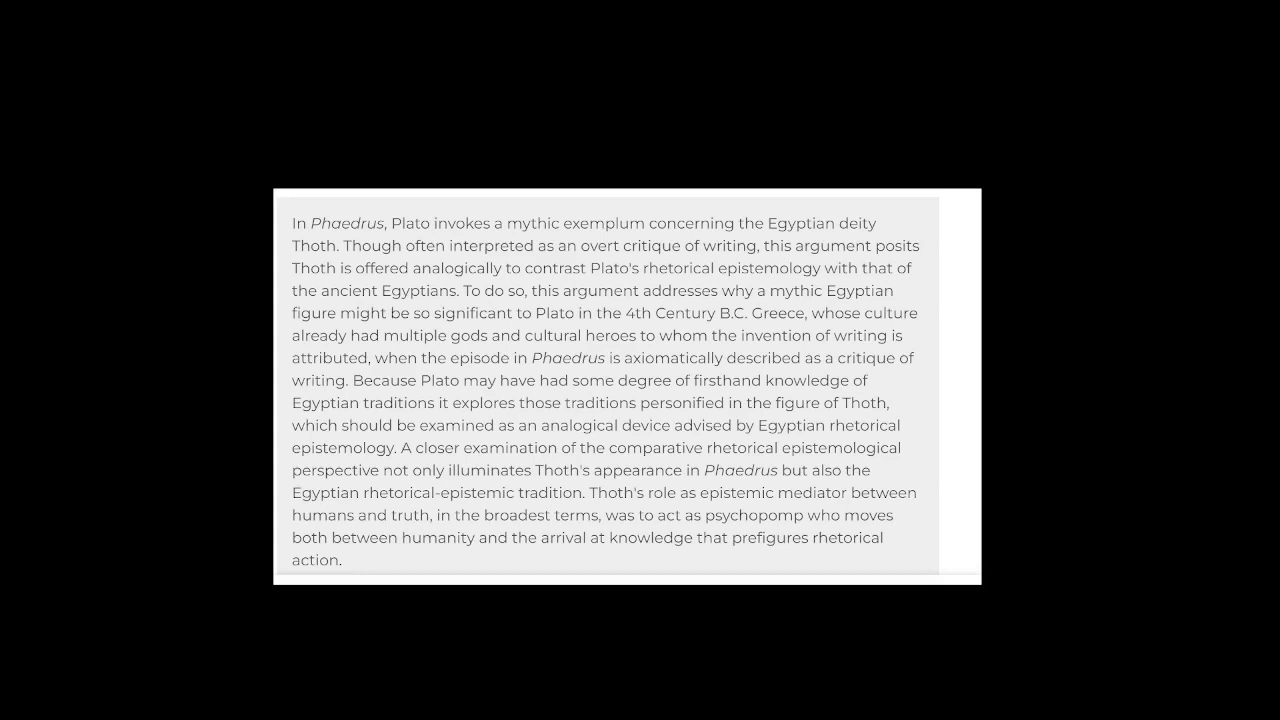 In Phaedrus, Plato invokes a mythic exemplum concerning the Egyptian deity
Thoth. Though often interpreted as an overt critique of writing, this argument posits
Thoth is offered analogically to contrast Plato's rhetorical epistemology with that of
the ancient Egyptians. To do so, this argument addresses why a mythic Egyptian
figure might be so significant to Plato in the 4th Century B.C. Greece, whose culture
already had multiple gods and cultural heroes to whom the invention of writing is
attributed, when the episode in Phaedrus is axiomatically described as a critique of
writing. Because Plato may have had some degree of firsthand knowledge of
Egyptian traditions it explores those traditions personified in the figure of Thoth,
which should be examined as an analogical device advised by Egyptian rhetorical
epistemology. A closer examination of the comparative rhetorical epistemological
perspective not only illuminates Thoth's appearance in Phaedrus but also the
Egyptian rhetorical-epistemic tradition. Thoth's role as epistemic mediator between
humans and truth, in the broadest terms, was to act as psychopomp who moves
both between humanity and the arrival at knowledge that prefigures rhetorical
action.